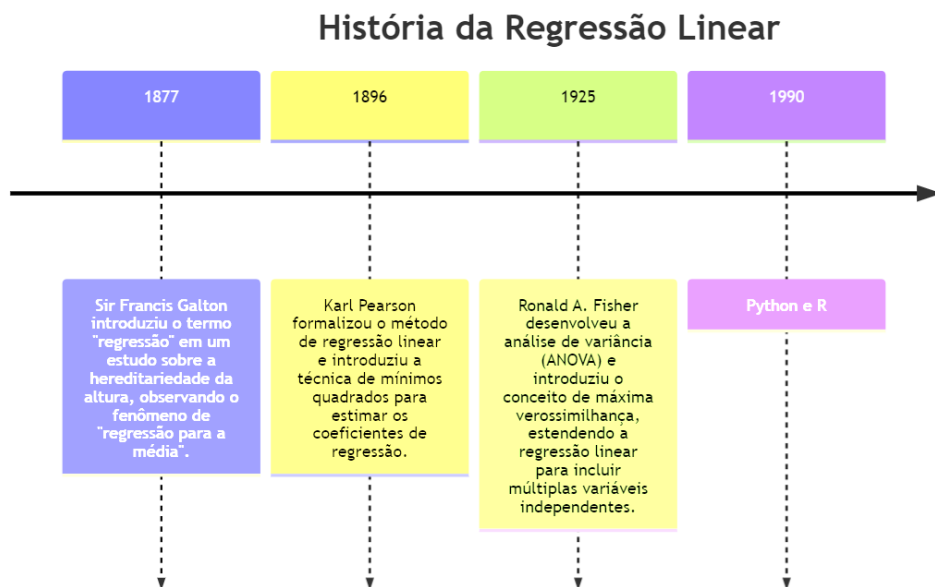 História da Regressão Linear
1877
1896
1925
1990
Sir Francis Galton
introduziu o termo
"regressão" em um
estudo sobre a
hereditariedade da
altura, observando o
fenômeno de
"regressão para a
média".
Karl Pearson
formalizou o método
de regressão linear
e introduziu a
técnica de mínimos
quadrados para
estimar os
coeficientes de
regressão.
Ronald A. Fisher
desenvolveu a
análise de variância
(ANOVA) e
introduziu o
conceito de máxima
verossimilhança,
estendendo a
regressão linear
para incluir
múltiplas variáveis
independentes.
Python e R